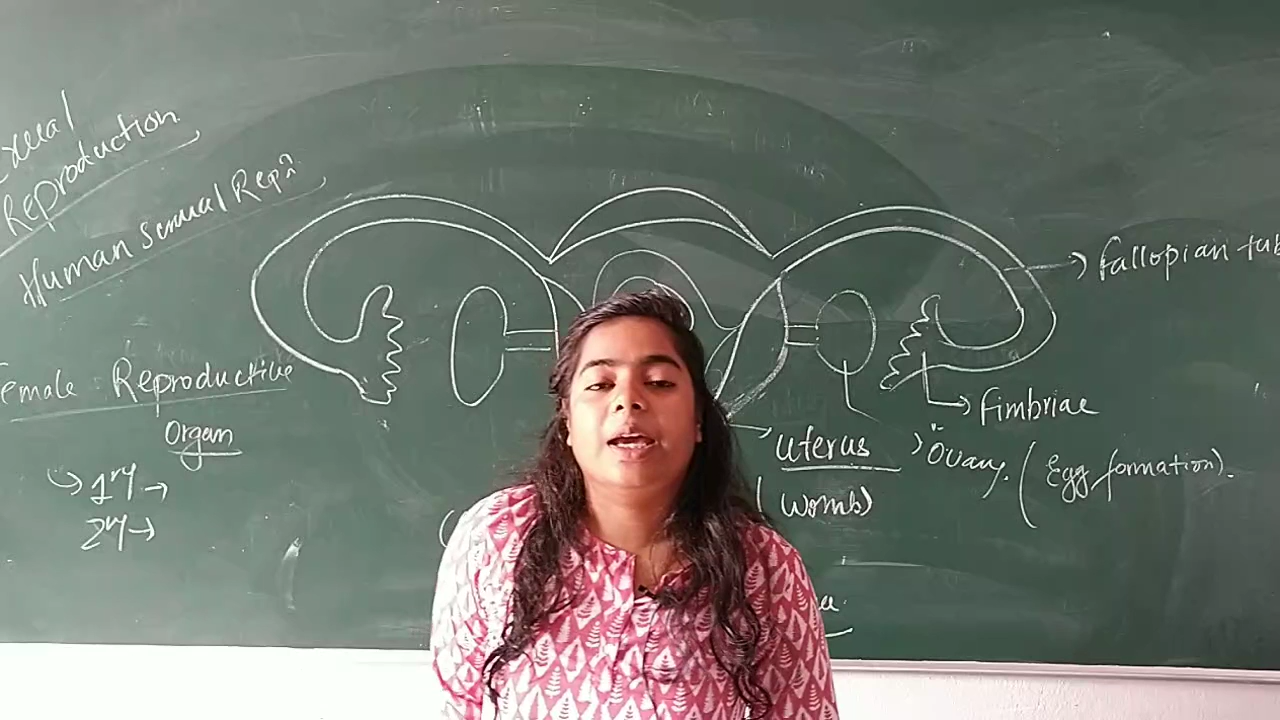 Reproduction
Human Sexual Repn
Female Reproductive
Organ
1ry →
2ry →
Fallopian tub
Fimbriae
Uterus
(Womb)
Ovary. (Egg formation).